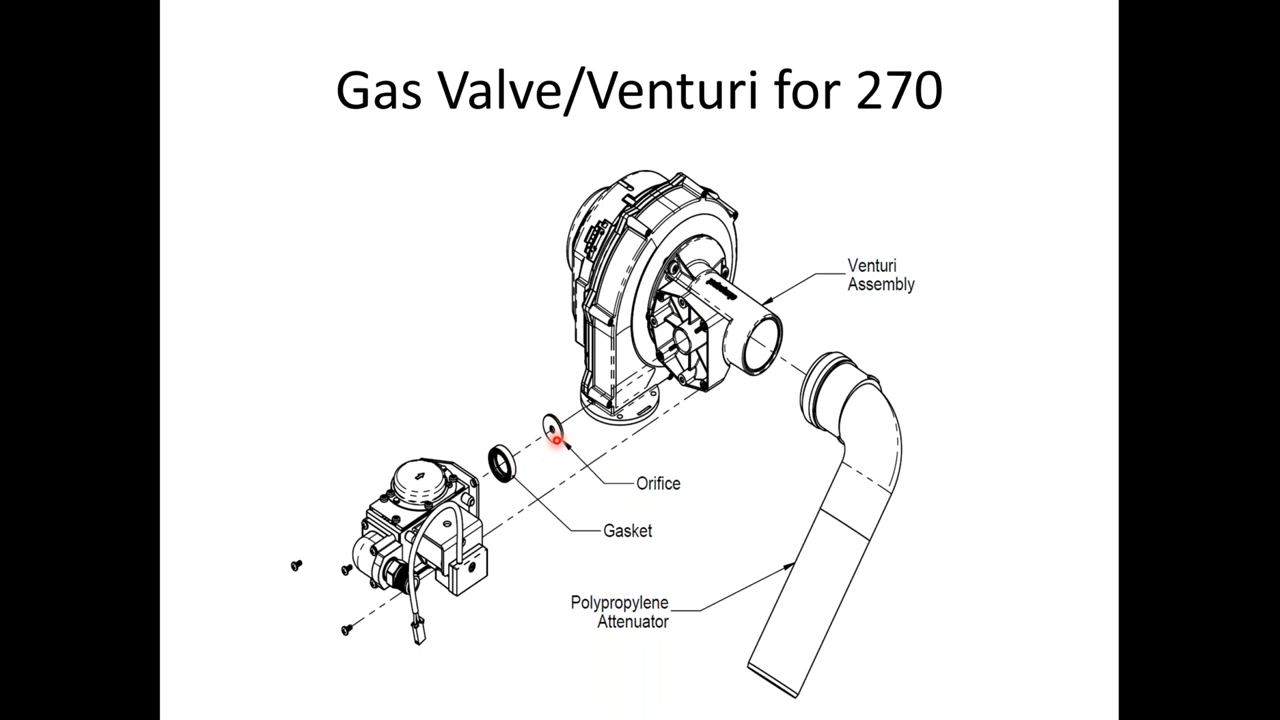 Gas Valve/Venturi for 270
Venturi
Assembly
Orifice
Gasket
Polypropylene
Attenuator